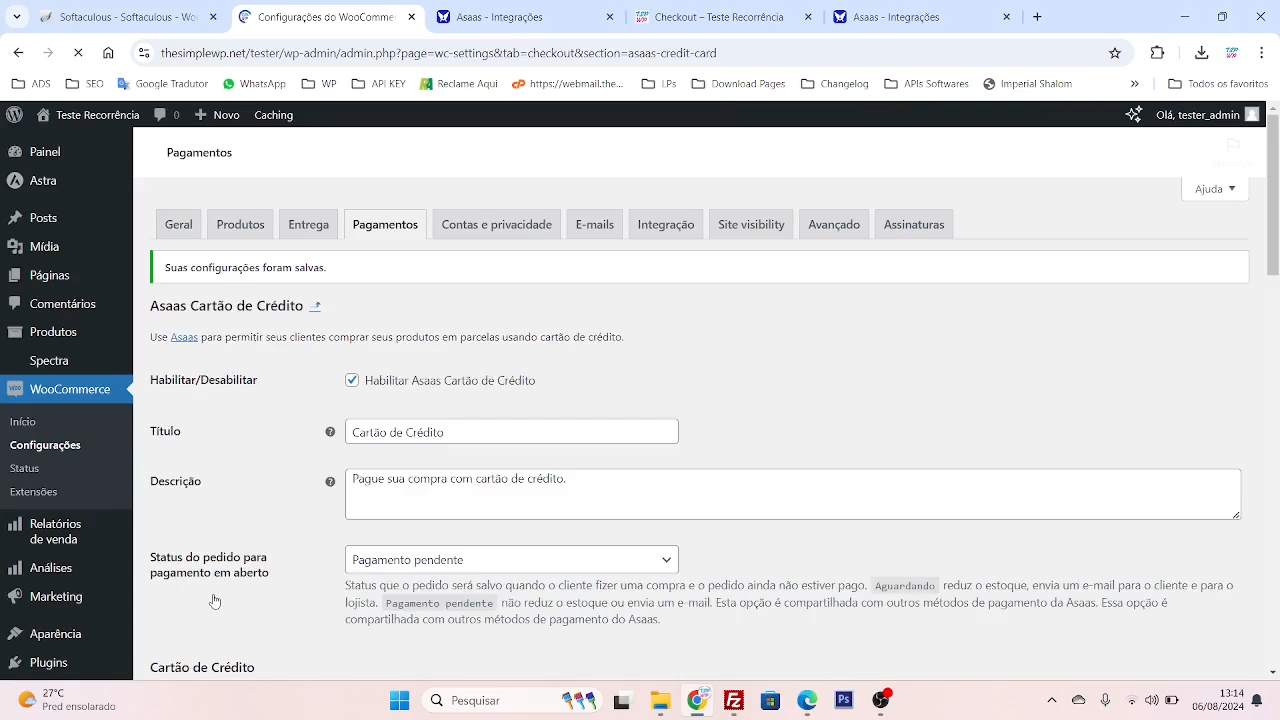 Softaculous - Softaculous - Wo
Configurações do WooCommerce
Asaas - Integrações
Checkout – Teste Recorrência
Asaas - Integrações
thesimplewp.net/tester/wp-admin/admin.php?page=wc-settings&tab=checkout&section=asaas-credit-card
ADS
SEO
Google Tradutor
WhatsApp
WP
API KEY
Reclame Aqui
https://webmail.the...
LPs
Download Pages
Changelog
APIs Softwares
Imperial Shalom
»
Todos os favoritos
Teste Recorrência
0
Novo
Caching
Olá, tester_admin
Painel
Astra
Posts
Mídia
Páginas
Comentários
Produtos
Spectra
WooCommerce
Início
Configurações
Status
Extensões
Relatórios
de venda
Análises
Marketing
Aparência
Plugins
Pagamentos
Ajuda
Geral
Produtos
Entrega
Pagamentos
Contas e privacidade
E-mails
Integração
Site visibility
Avançado
Assinaturas
Suas configurações foram salvas.
Asaas Cartão de Crédito
Use Asaas para permitir seus clientes comprar seus produtos em parcelas usando cartão de crédito.
Habilitar/Desabilitar
Habilitar Asaas Cartão de Crédito
Título
Cartão de Crédito
Descrição
Pague sua compra com cartão de crédito.
Status do pedido para
pagamento em aberto
Pagamento pendente
Status que o pedido será salvo quando o cliente fizer uma compra e o pedido ainda não estiver pago. Aguardando reduz o estoque, envia um e-mail para o cliente e para o
lojista. Pagamento pendente não reduz o estoque ou envia um e-mail. Esta opção é compartilhada com outros métodos de pagamento da Asaas. Essa opção é
compartilhada com outros métodos de pagamento do Asaas.
Cartão de Crédito
27°C
Pred ensolarado
Pesquisar
Ps
13:14
06/08/2024